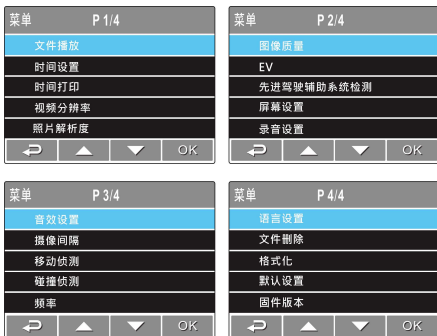 菜单 P 1/4
文件播放
时间设置
时间打印
视频分辨率
照片解析度
OK
菜单 P 2/4
图像质量
EV
先进驾驶辅助系统检测
屏幕设置
录音设置
OK
菜单 P 3/4
音效设置
摄像间隔
移动侦测
碰撞侦测
频率
OK
菜单 P 4/4
语言设置
文件删除
格式化
默认设置
固件版本
OK